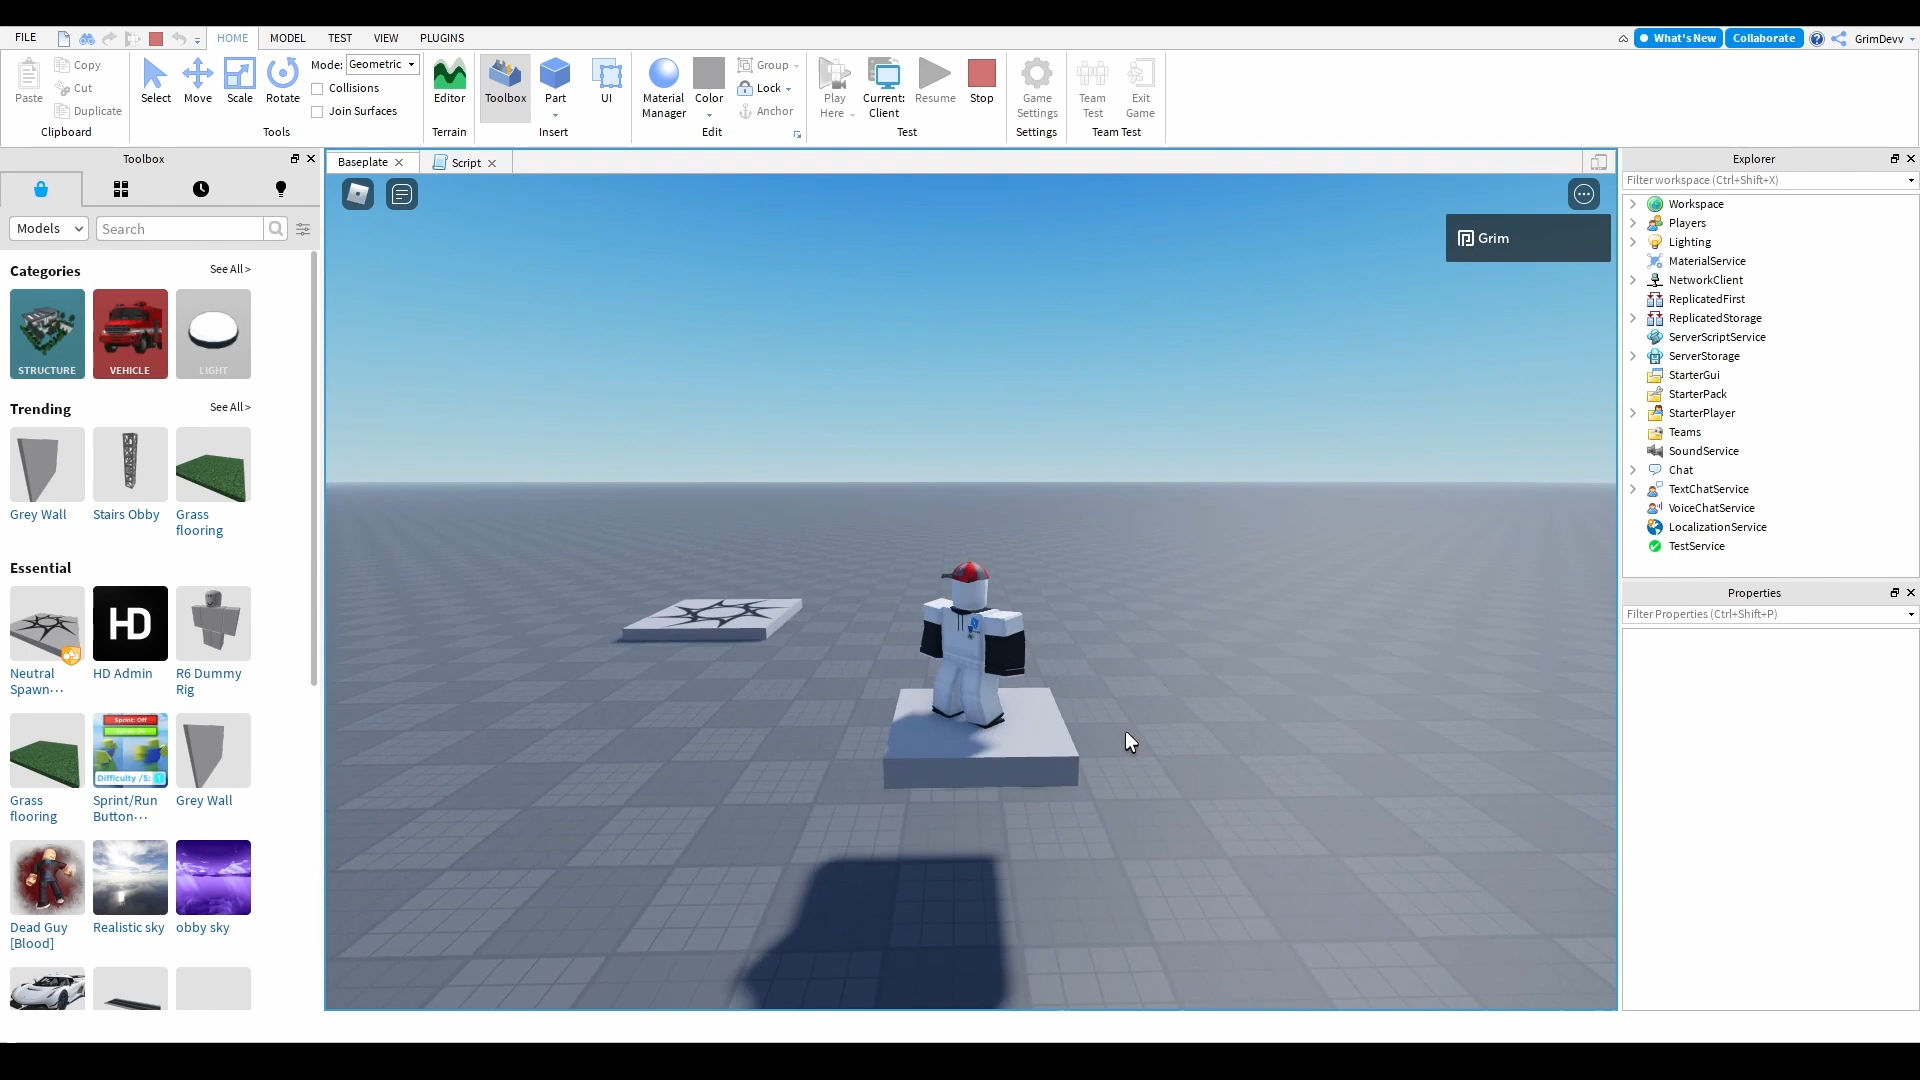 FILE
HOME
MODEL
TEST
VIEW
PLUGINS
What's New
Collaborate
GrimDevv
Paste
Copy
Cut
Duplicate
Clipboard
Select
Move
Scale
Rotate
Mode: Geometric
Collisions
Join Surfaces
Tools
Editor
Terrain
Toolbox
Part
UI
Insert
Material
Manager
Color
Group
Lock
Anchor
Edit
Play
Here
Current:
Client
Resume
Stop
Test
Game
Settings
Settings
Team
Test
Exit
Game
Team Test
Toolbox
Models
Search
Categories
See All >
STRUCTURE
VEHICLE
LIGHT
Trending
See All >
Grey Wall
Stairs Obby
Grass
flooring
Essential
HD
Neutral
Spawn...
HD Admin
R6 Dummy
Rig
Sprint: Off
Difficulty /5: 1
Grass
flooring
Sprint/Run
Button...
Grey Wall
Dead Guy
[Blood]
Realistic sky
obby sky
Baseplate
Script
Grim
Explorer
Filter workspace (Ctrl+Shift+X)
Workspace
Players
Lighting
MaterialService
NetworkClient
ReplicatedFirst
ReplicatedStorage
ServerScriptService
ServerStorage
StarterGui
StarterPack
StarterPlayer
Teams
SoundService
Chat
TextChatService
VoiceChatService
LocalizationService
TestService
Properties
Filter Properties (Ctrl+Shift+P)